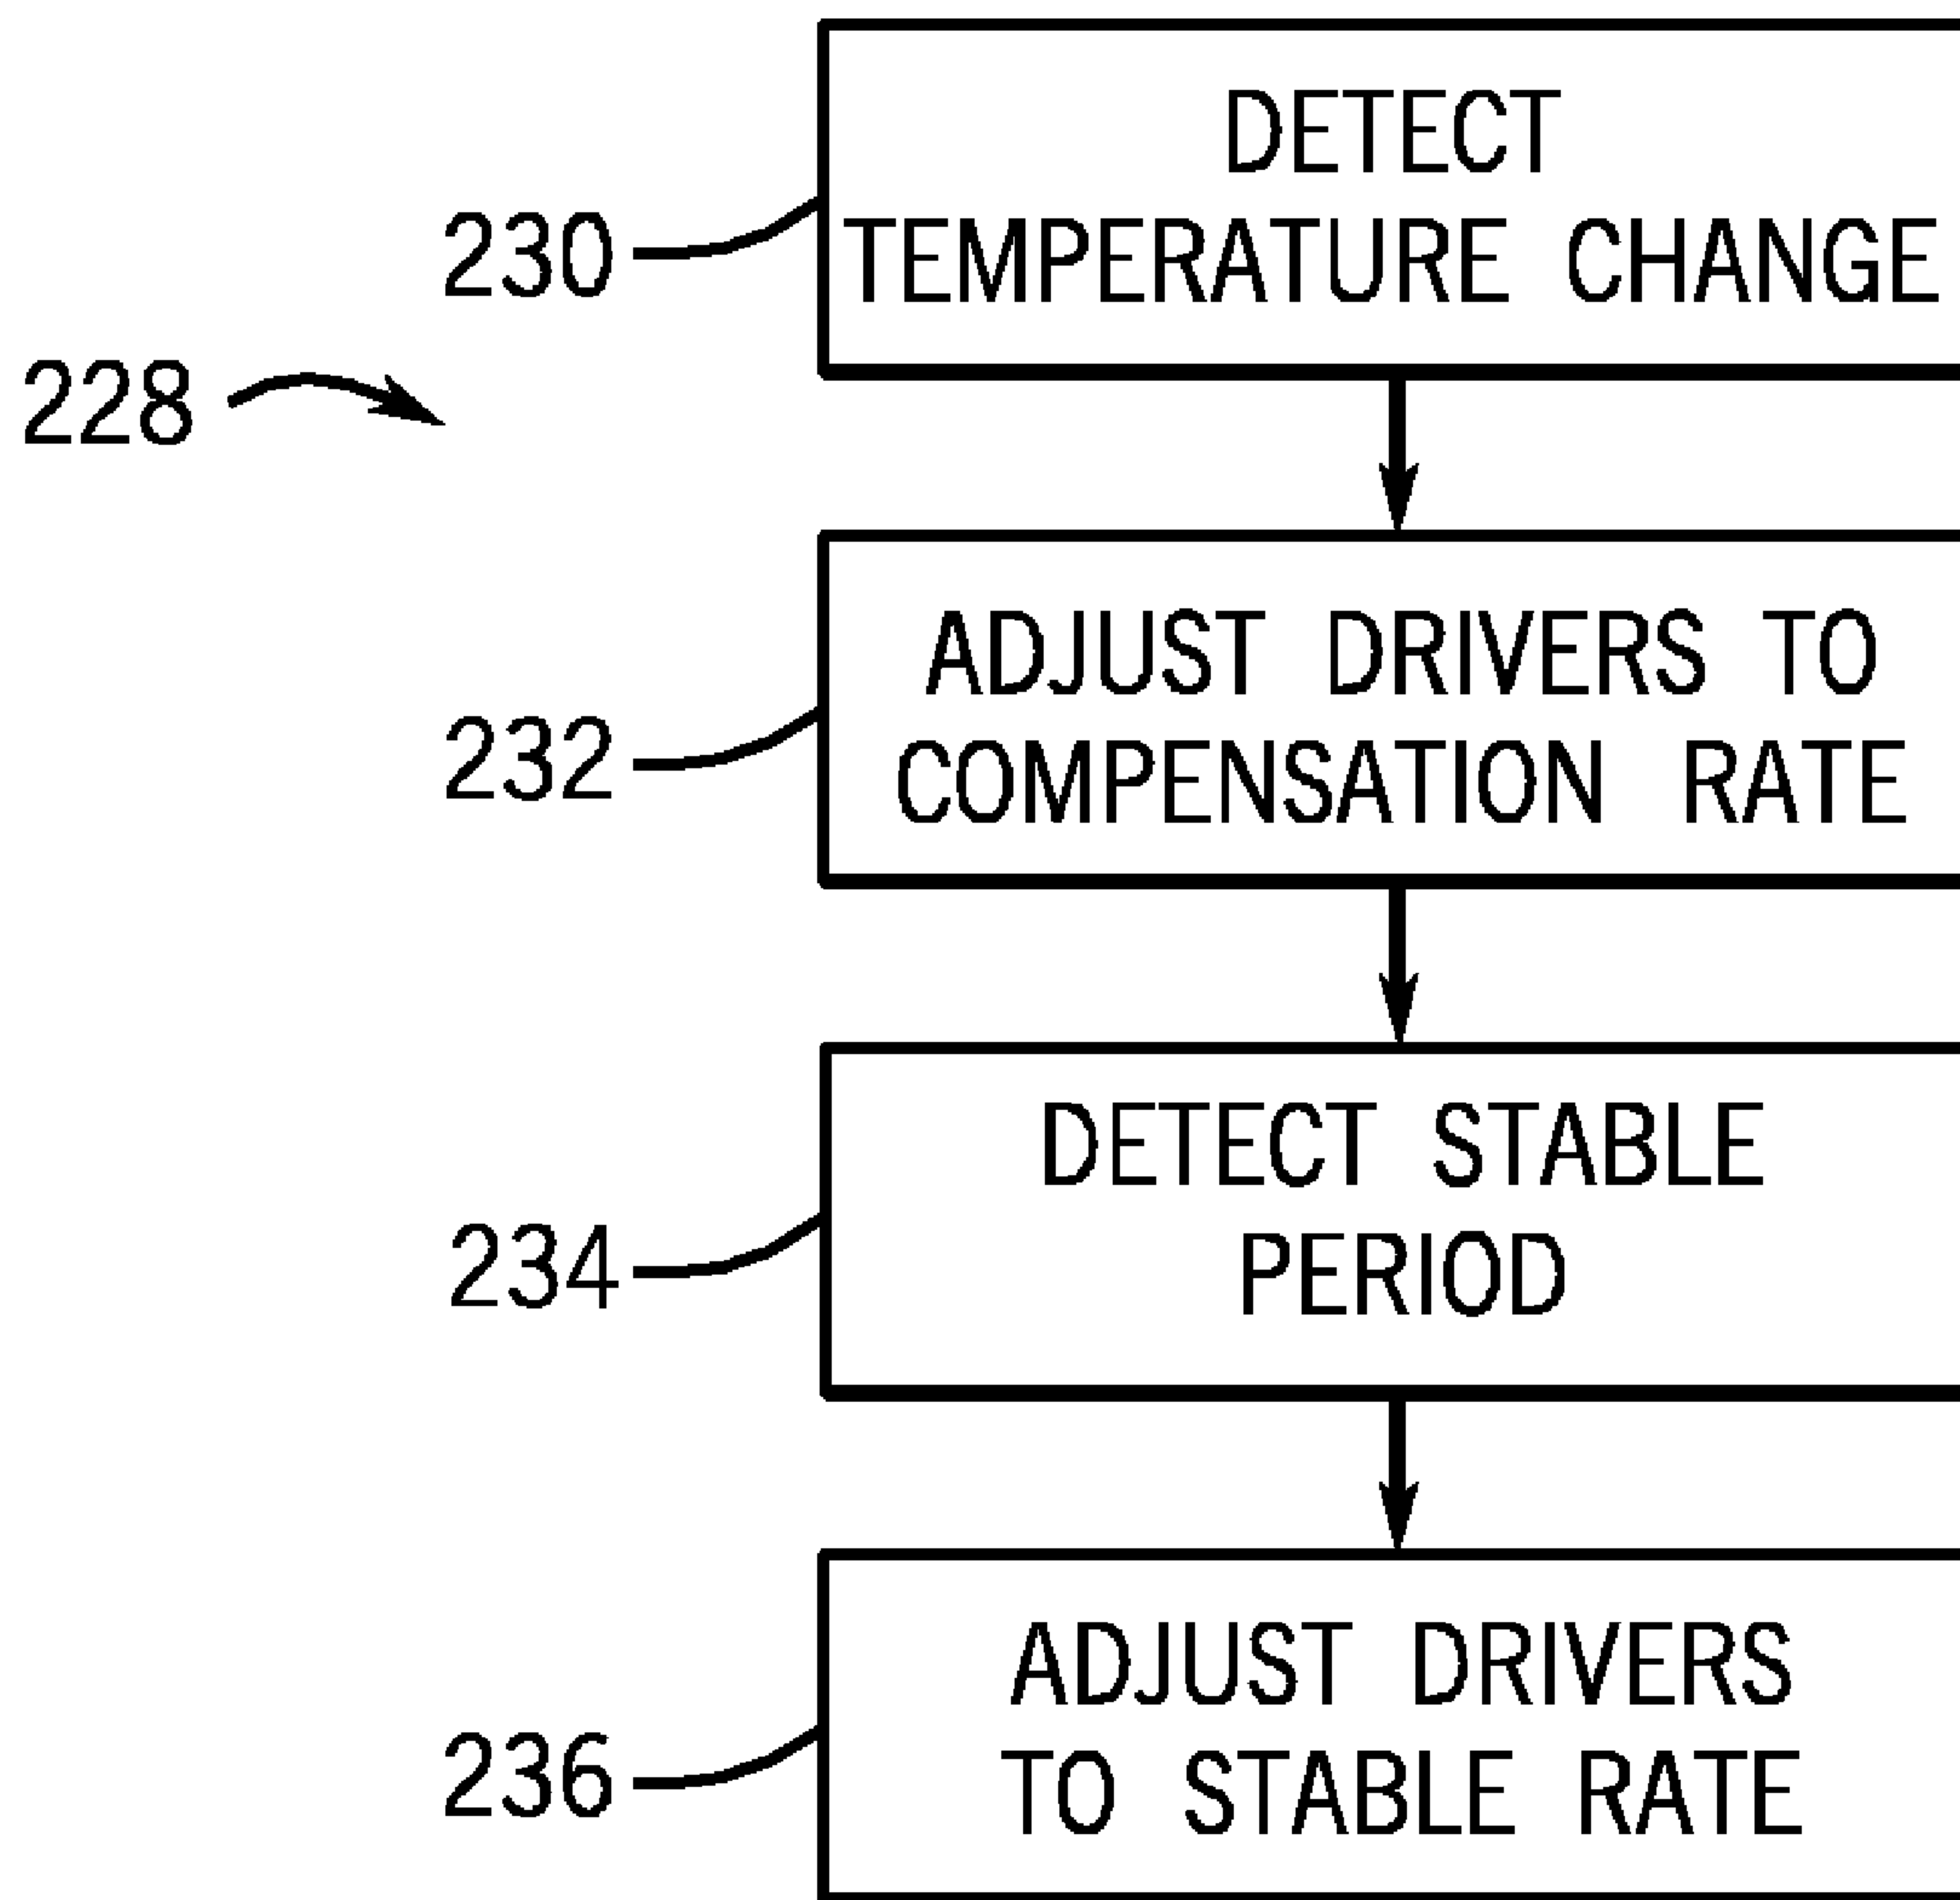 DETECT
TEMPERATURE CHANGE
230
228
ADJUST DRIVERS TO
COMPENSATION RATE
232
DETECT STABLE
PERIOD
234
ADJUST DRIVERS
TO STABLE RATE
236